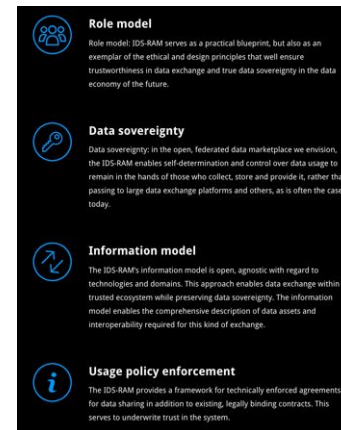 Role model
Role model: IDS-RAM serves as a practical blueprint, but also as an
exemplar of the ethical and design principles that well ensure
trustworthiness in data exchange and true data sovereignty in the data
economy of the future.
Data sovereignty
Data sovereignty: in the open, federated data marketplace we envision,
the IDS-RAM enables self-determination and control over data usage to
remain in the hands of those who collect, store and provide it, rather tha
passing to large data exchange platforms and others, as is often the case
today.
Information model
The IDS-RAM's information model is open, agnostic with regard to
technologies and domains. This approach enables data exchange within
trusted ecosystem while preserving data sovereignty. The information
model enables the comprehensive description of data assets and
interoperability required for this kind of exchange.
Usage policy enforcement
The IDS-RAM provides a framework for technically enforced agreements
for data sharing in addition to existing, legally binding contracts. This
serves to underwrite trust in the system.